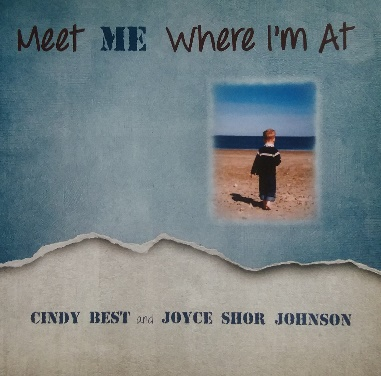 Meet ME Where I'm At
CINDY BEST and JOYCE SHOR JOHNSON